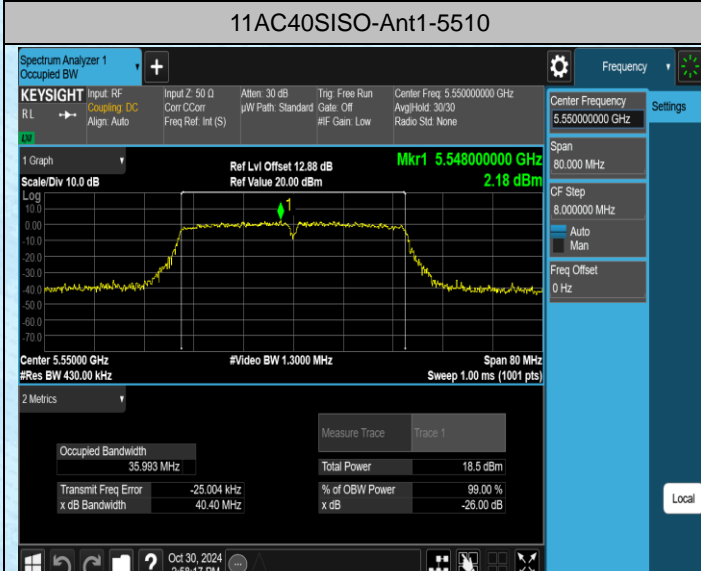 11AC40SISO-Ant1-5510
Spectrum Analyzer 1
Occupied BW
Frequency
KEYSIGHT
RL
Input: RF
Coupling: DC
Align: Auto
Input Z: 50 Ω
Corr CCorr
Freq Ref: Int (S)
Atten: 30 dB
µW Path: Standard
Trig: Free Run
Gate: Off
#IF Gain: Low
Center Freq: 5.550000000 GHz
Avg|Hold: 30/30
Radio Std: None
Center Frequency
5.550000000 GHz
Settings
Span
80.000 MHz
CF Step
8.000000 MHz
Auto
Man
Freq Offset
0 Hz
1 Graph
Ref Lvl Offset 12.88 dB
Mkr1 5.548000000 GHz
Scale/Div 10.0 dB
Ref Value 20.00 dBm
2.18 dBm
Log
10.0
0.00
-10.0
-20.0
-30.0
-40.0
-50.0
-60.0
-70.0
1
Center 5.55000 GHz
#Video BW 1.3000 MHz
Span 80 MHz
#Res BW 430.00 kHz
Sweep 1.00 ms (1001 pts)
2 Metrics
Measure Trace
Trace 1
Occupied Bandwidth
35.993 MHz
Total Power
18.5 dBm
Transmit Freq Error
-25.004 kHz
% of OBW Power
99.00 %
x dB Bandwidth
40.40 MHz
x dB
-26.00 dB
Local
?
Oct 30, 2024